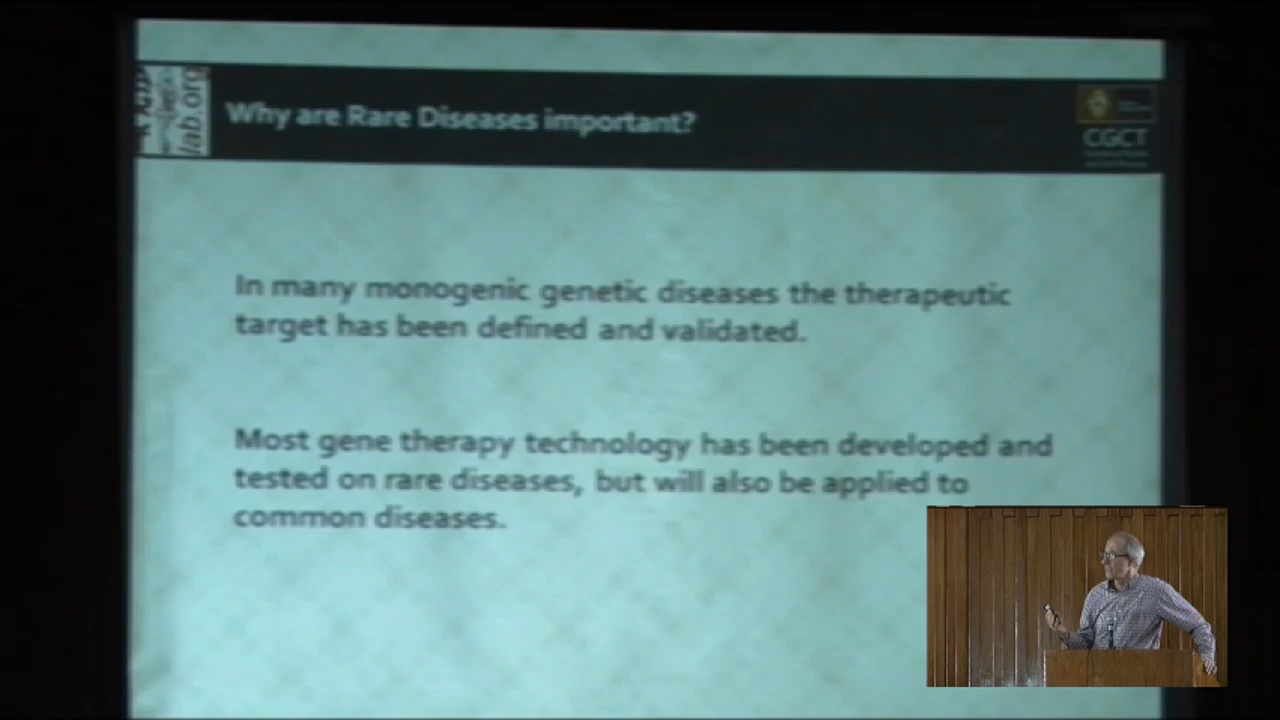 lab.org
Why are Rare Diseases important?
CGCT
In many monogenic genetic diseases the therapeutic
target has been defined and validated.
Most gene therapy technology has been developed and
tested on rare diseases, but will also be applied to
common diseases.